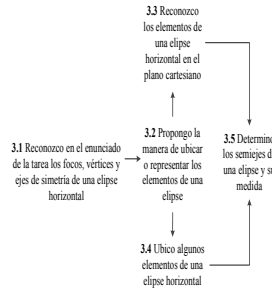 3.3 Reconozco
los elementos de
una elipse
horizontal en el
plano cartesiano
3.1 Reconozco en el enunciado
de la tarea los focos, vértices y
ejes de simetría de una elipse
horizontal
3.2 Propongo la
manera de ubicar
o representar los
elementos de una
elipse
3.5 Determino
los semiejes d
una elipse y su
medida
3.4 Ubico algunos
elementos de una
elipse horizontal